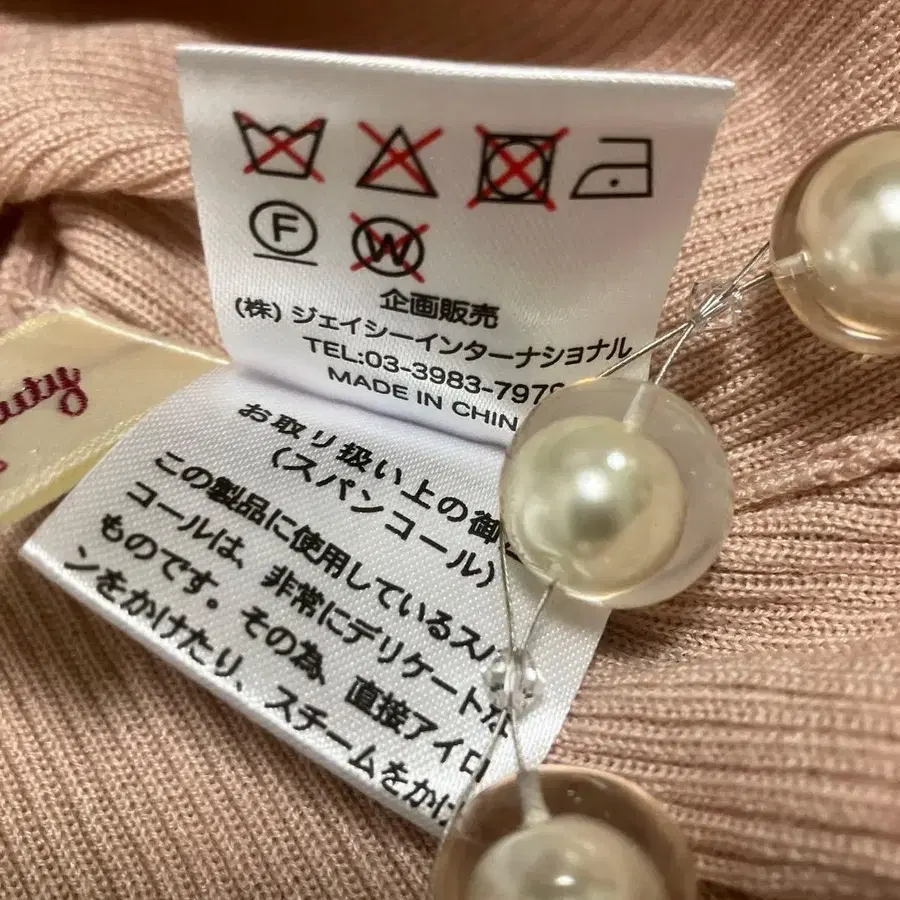 F
W
企画販売
(株) ジェイシーインターナショナル
TEL:03-3983-797
MADE IN CHIN
お取り扱い上の御
(スパンコール)
この製品に使用しているス
コールは、非常にデリケートな
ものです。その為、直接アイロ
ンをかけたり、スチームをかけ